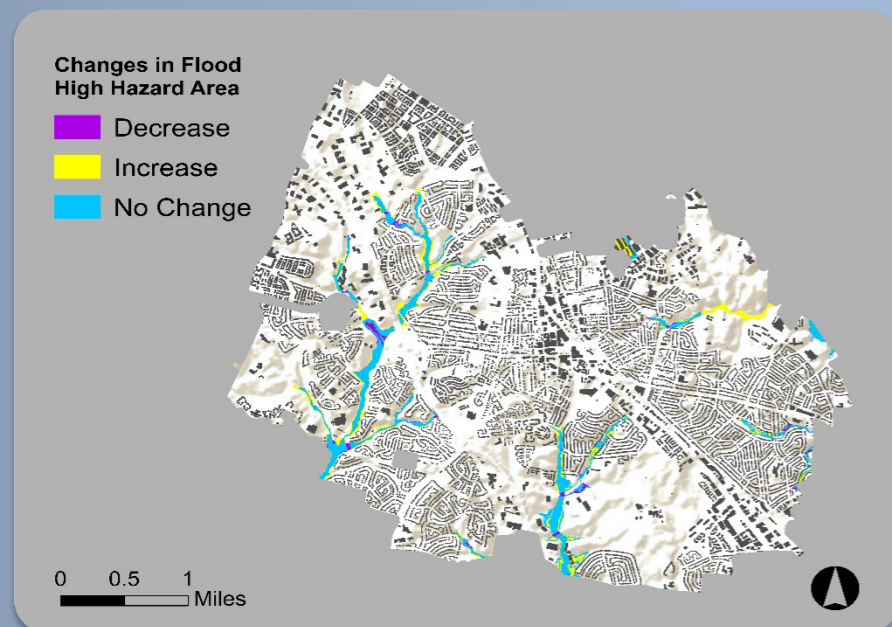 Changes in Flood
High Hazard Area
Decrease
Increase
No Change
0 0.5 1
Miles